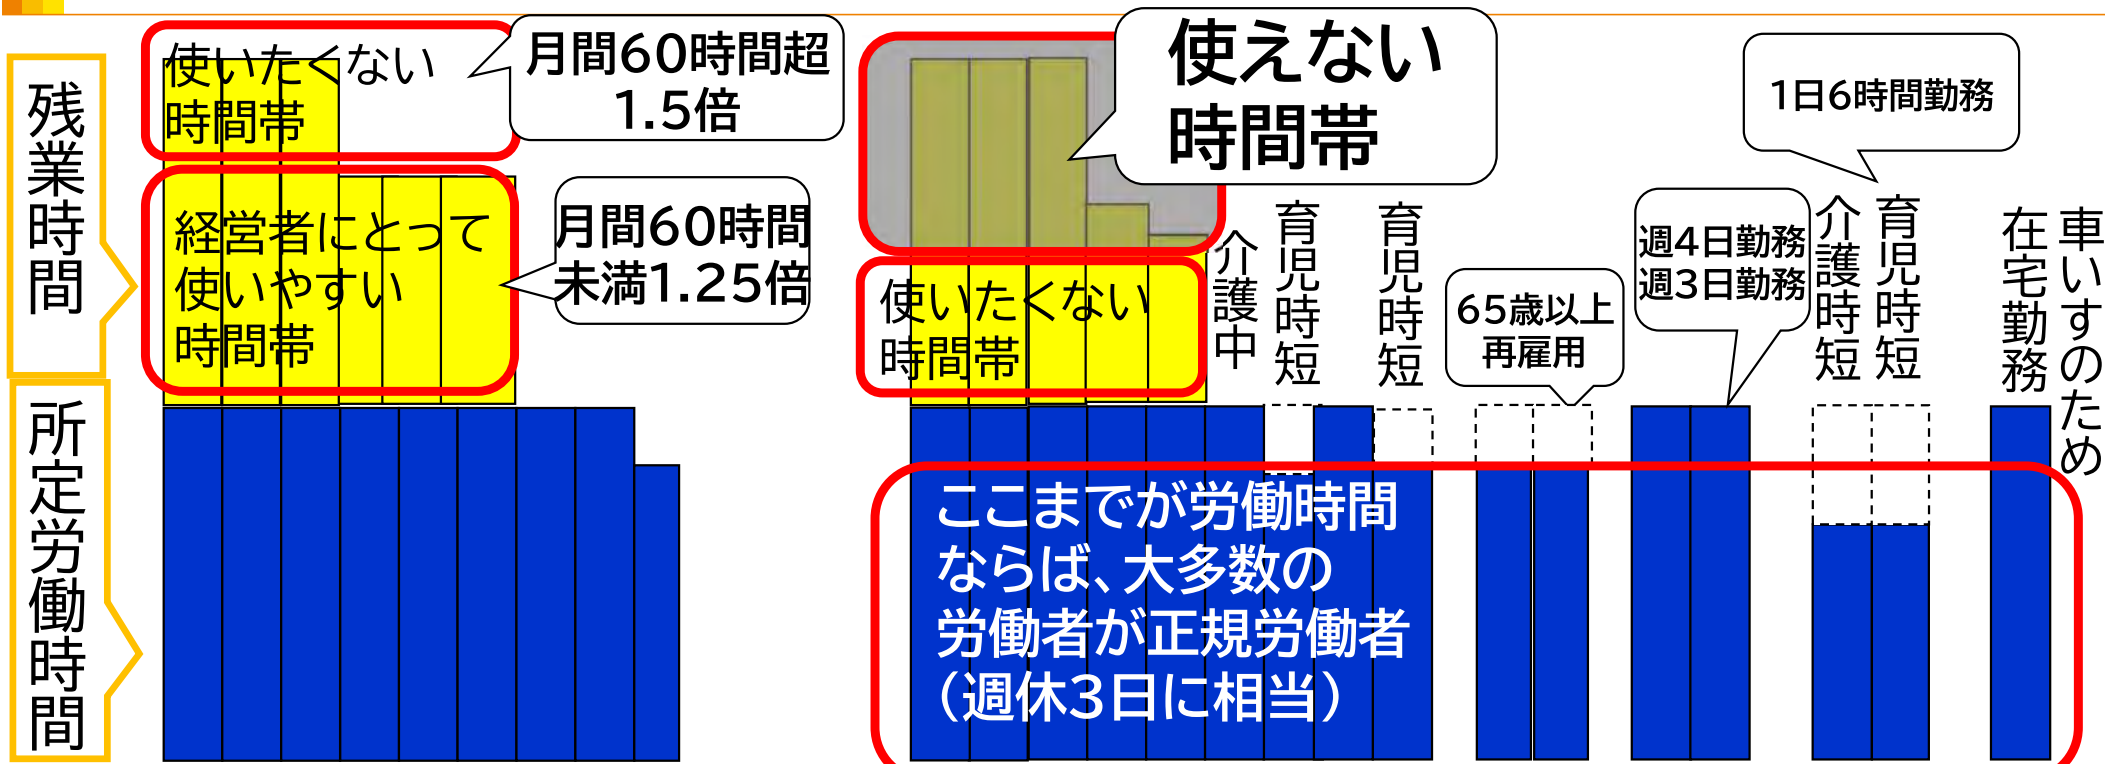 残業時間
所定労働時間
使いたくない
時間帯
月間60時間超
1.5倍
経営者にとって
使いやすい
時間帯
月間60時間
未満1.25倍
使えない
時間帯
使いたくない
時間帯
介護中
育児時短
育児時短
65歳以上
再雇用
週4日勤務
週3日勤務
1日6時間勤務
介護時短
育児時短
車いすのため
在宅勤務
ここまでが労働時間
ならば、大多数の
労働者が正規労働者
（週休3日に相当）